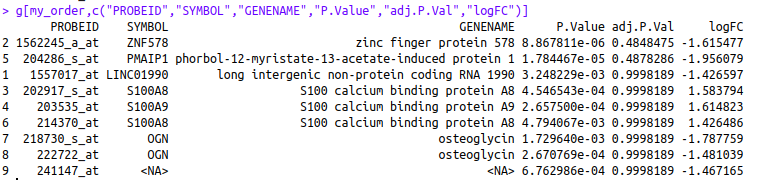 > g[my_order,c("PROBEID","SYMBOL","GENENAME","P.Value","adj.P.Val","logFC")]
PROBEID SYMBOL GENENAME P.Value adj.P.Val logFC
2 1562245_a_at ZNF578 zinc finger protein 578 8.867811e-06 0.4848475 -1.615477
5 204286_s_at PMAIP1 phorbol-12-myristate-13-acetate-induced protein 1 1.784467e-05 0.4878286 -1.956079
1 1557017_at LINC01990 long intergenic non-protein coding RNA 1990 3.248229e-03 0.9998189 -1.426597
3 202917_s_at S100A8 S100 calcium binding protein A8 4.546543e-04 0.9998189 1.583794
4 203535_at S100A9 S100 calcium binding protein A9 2.657500e-04 0.9998189 1.614823
6 214370_at S100A8 S100 calcium binding protein A8 4.794067e-03 0.9998189 1.426486
7 218730_s_at OGN osteoglycin 1.729640e-04 0.9998189 -1.787759
8 222722_at OGN osteoglycin 2.670769e-04 0.9998189 -1.481039
9 241147_at <NA> <NA> 6.762986e-04 0.9998189 -1.467165